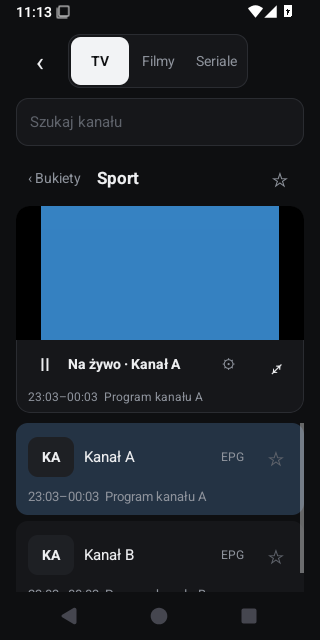 11:13
TV Filmy Seriale
Szukaj kanału
‹ Bukiety Sport
Na żywo · Kanał A
23:03–00:03 Program kanału A
KA Kanał A EPG
23:03–00:03 Program kanału A
KA Kanał B EPG